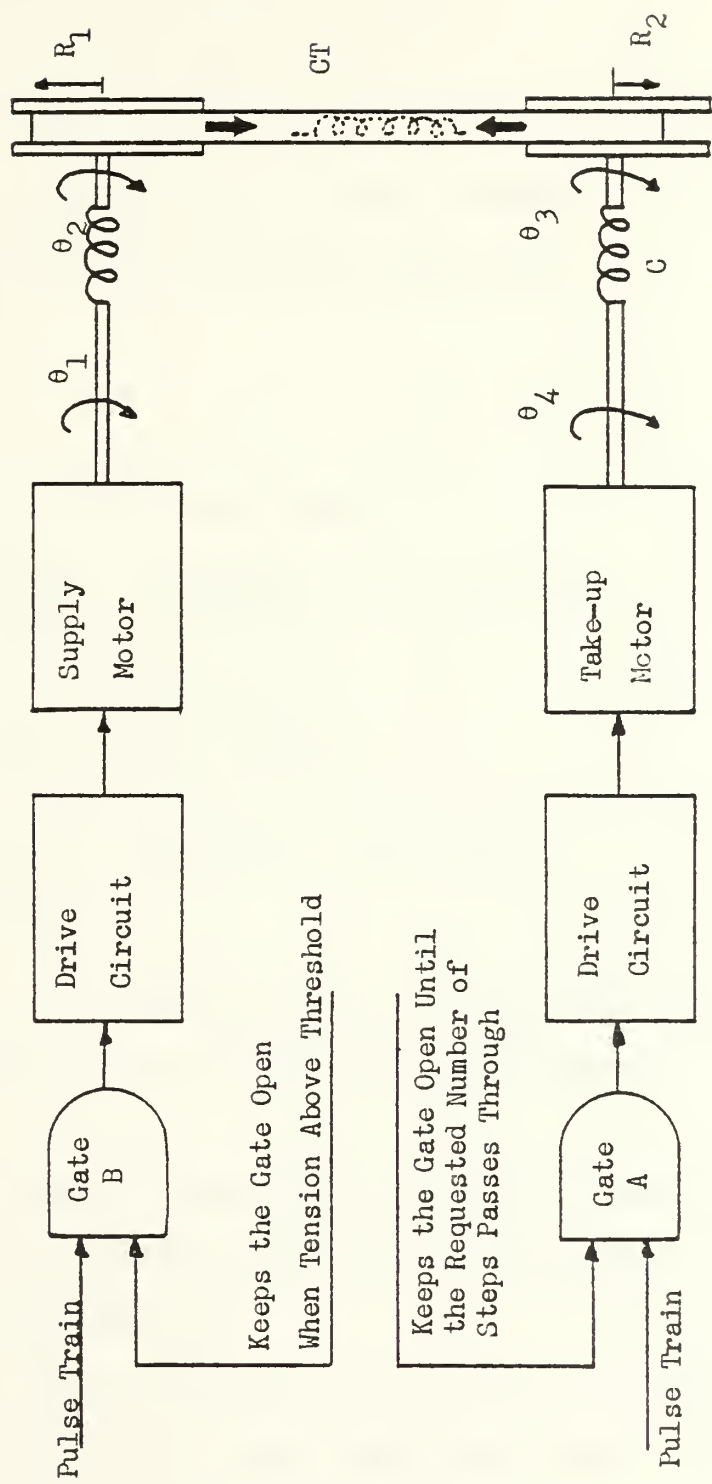 Pulse Train
Gate
B
Drive
Circuit
Supply
Motor
θ1
θ2
R1
Keeps the Gate Open
When Tension Above Threshold
CT
Keeps the Gate Open Until
the Requested Number of
Steps Passes Through
Pulse Train
Gate
A
Drive
Circuit
Take-up
Motor
θ4
θ3
C
R2